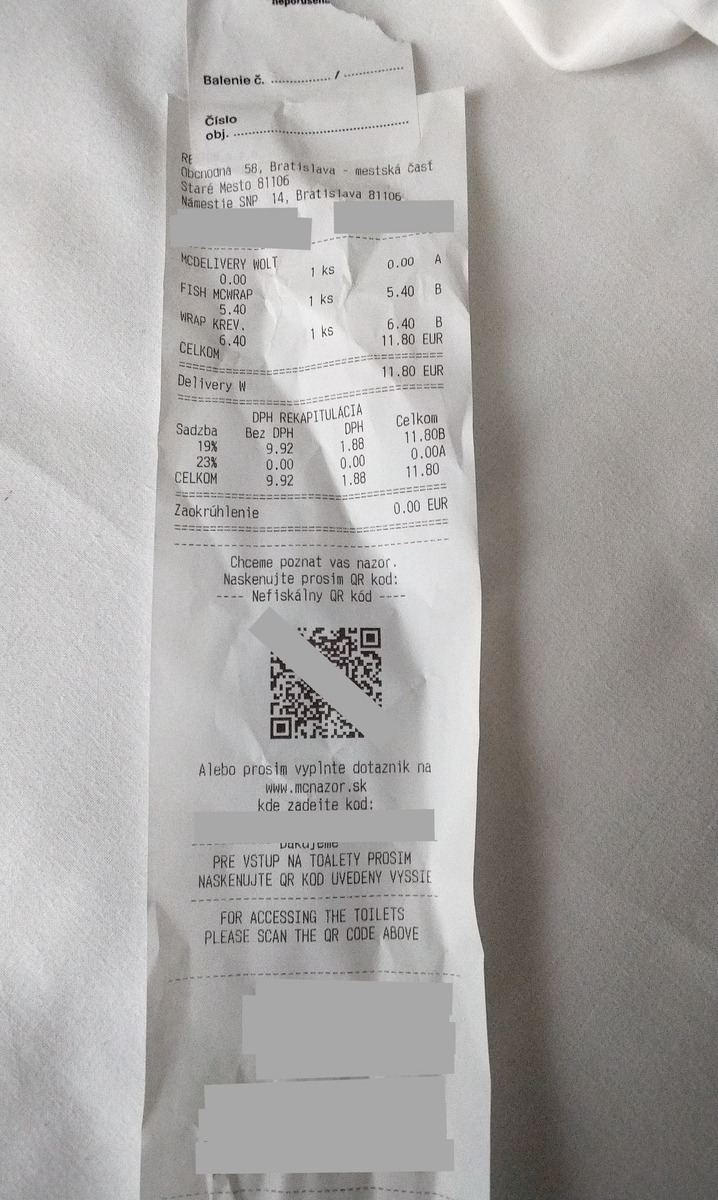 Balenie č. .............. / ..............
Číslo
obj. ..........................................
Obchodná 58, Bratislava - mestská časť
Staré Mesto 81106
Námestie SNP 14, Bratislava 81106
MCDELIVERY WOLT
0.00 1 ks 0.00 A
FISH MCWRAP
5.40 1 ks 5.40 B
WRAP KREV.
6.40 1 ks 6.40 B
CELKOM 11.80 EUR
Delivery W 11.80 EUR
DPH REKAPITULACIA
Sadzba Bez DPH DPH Celkom
19% 9.92 1.88 11.80B
23% 0.00 0.00 0.00A
CELKOM 9.92 1.88 11.80
Zaokrúhlenie 0.00 EUR
Chceme poznat vas nazor.
Naskenujte prosim QR kod:
---- Nefiskálny QR kód ----
Alebo prosim vyplnte dotaznik na
www.mcnazor.sk
kde zadejte kod:
PRE VSTUP NA TOALETY PROSIM
NASKENUJTE QR KOD UVEDENY VYSSIE
FOR ACCESSING THE TOILETS
PLEASE SCAN THE QR CODE ABOVE